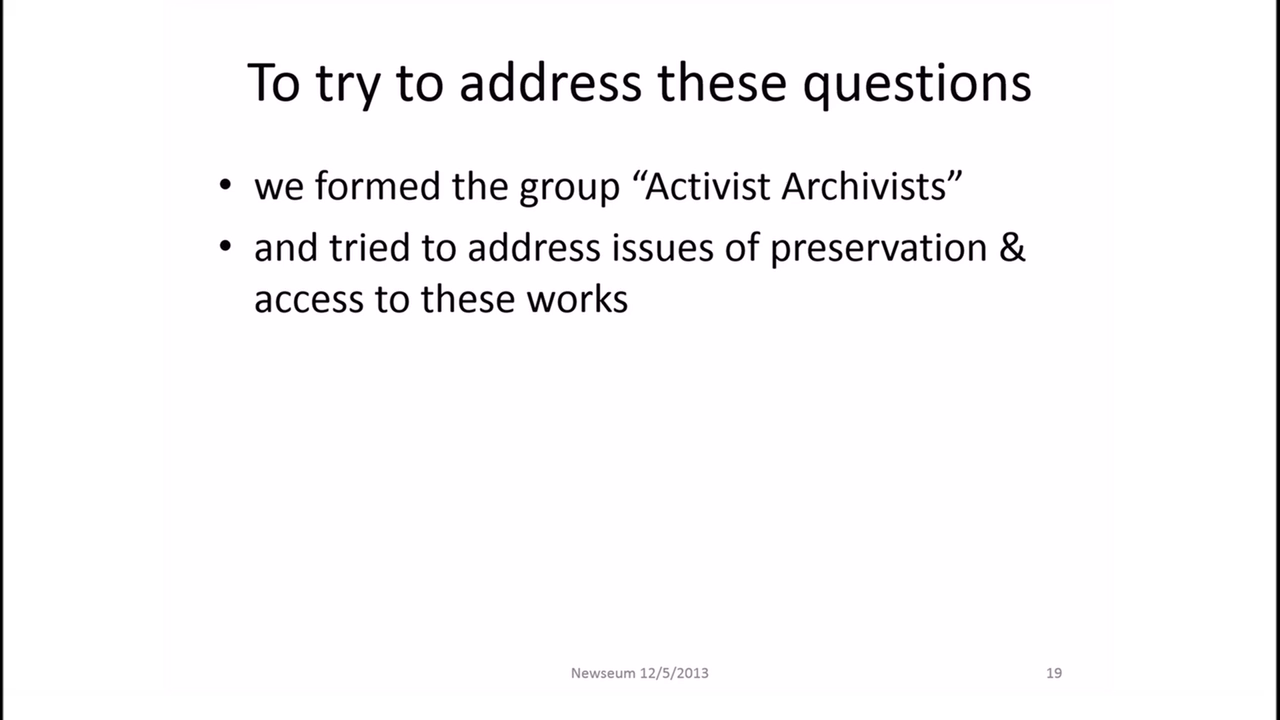 To try to address these questions
• we formed the group “Activist Archivists”
• and tried to address issues of preservation &
access to these works
Newseum 12/5/2013
19